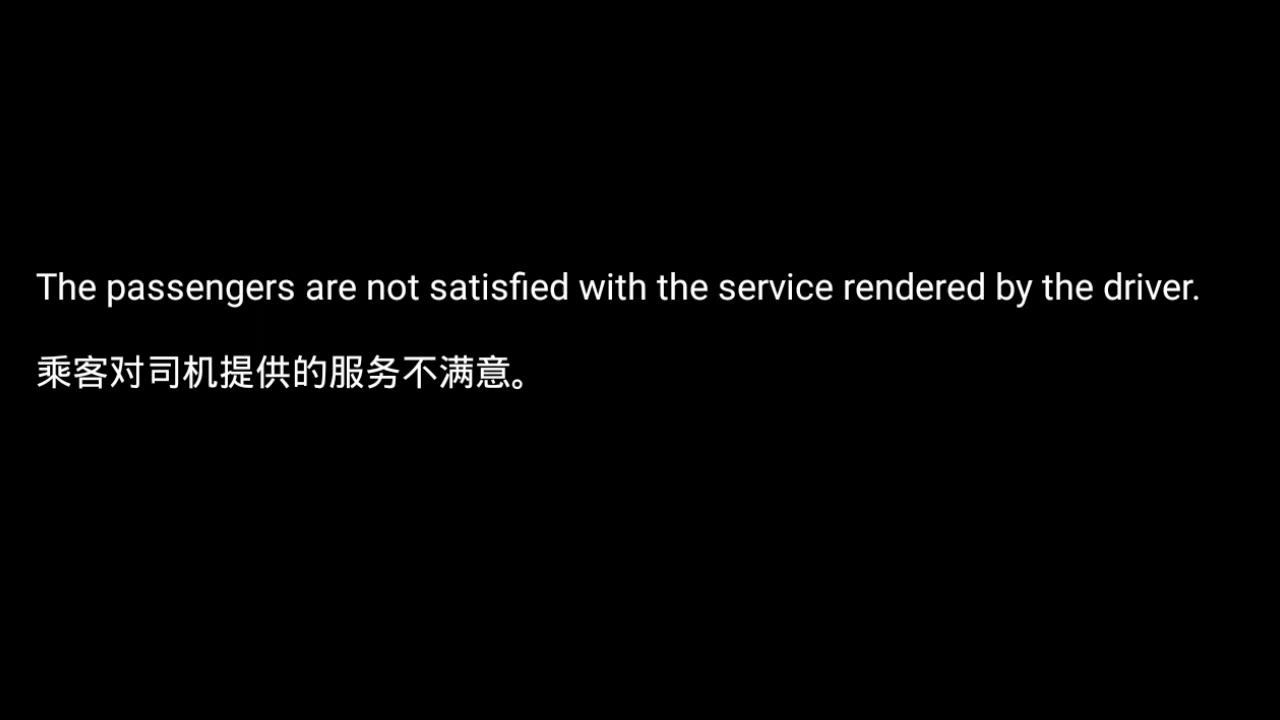 The passengers are not satisfied with the service rendered by the driver.
乘客对司机提供的服务不满意。